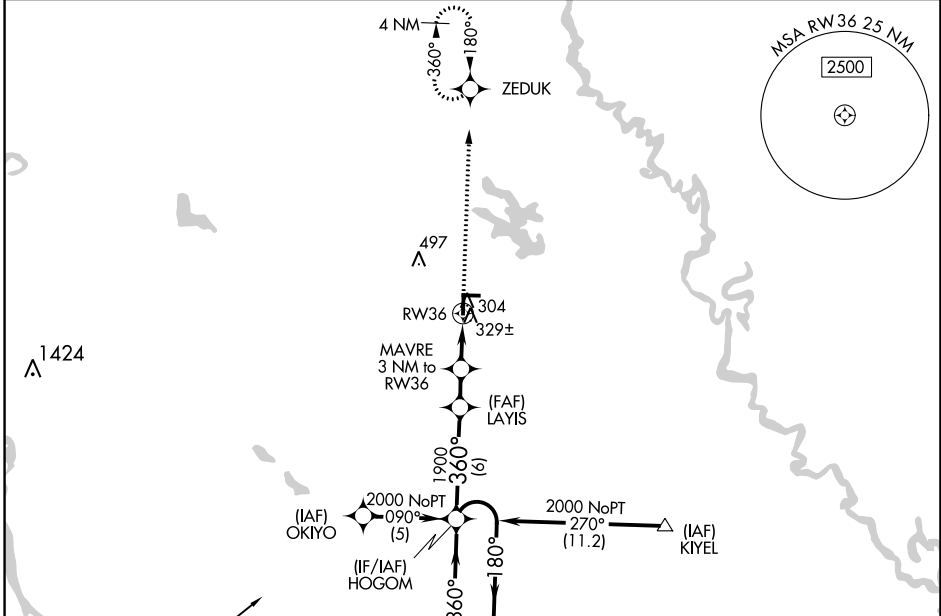 4 NM
360°
180°
ZEDUK
MSA RW36 25 NM
2500
497
RW36
304
329±
MAVRE
3 NM to
RW36
1424
(FAF)
LAYIS
1900
360°
(6)
2000 NoPT
090°
(5)
(IAF)
OKIYO
2000 NoPT
270°
(11.2)
(IAF)
KIYEL
(IF/IAF)
HOGOM
360°
180°